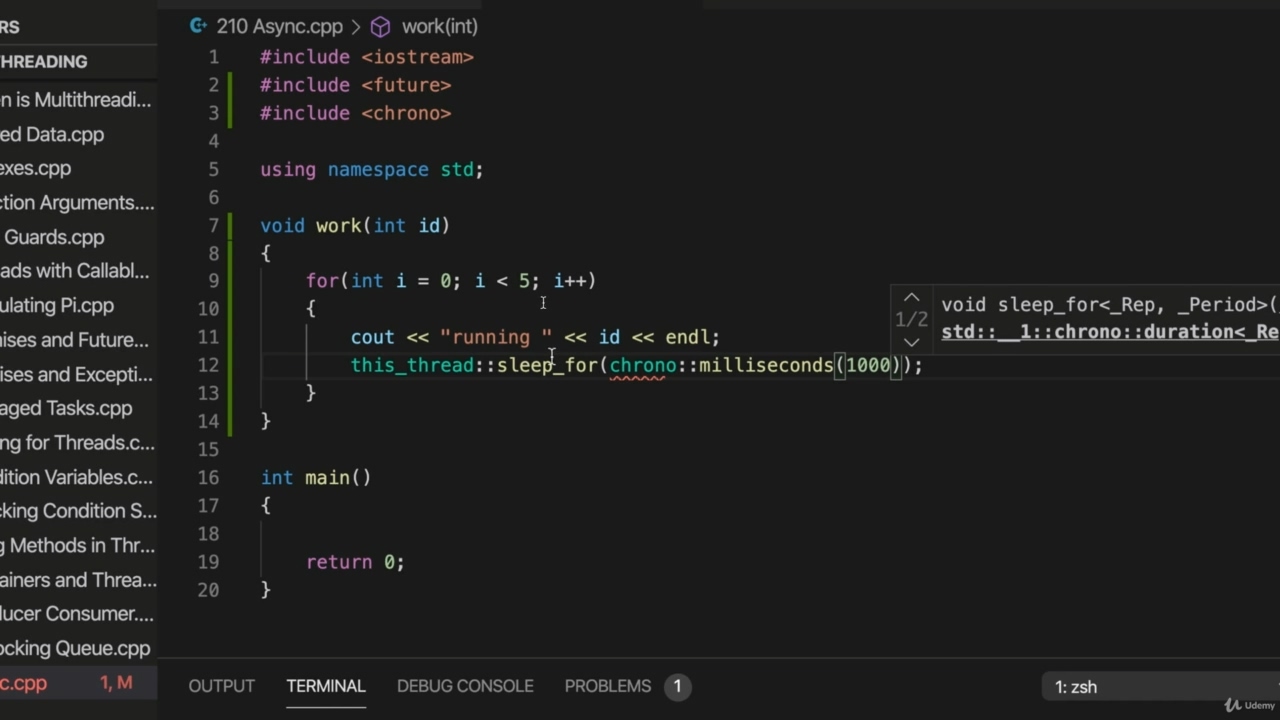 RS
210 Async.cpp > work(int)
THREADING
n is Multithreadi...
ed Data.cpp
exes.cpp
ction Arguments....
Guards.cpp
ads with Callabl...
ulating Pi.cpp
nises and Future...
ises and Excepti...
aged Tasks.cpp
ng for Threads.c...
dition Variables.c...
cking Condition S...
g Methods in Thr...
ainers and Threa...
ducer Consumer....
ocking Queue.cpp
c.cpp 1, M
1 #include <iostream>
2 #include <future>
3 #include <chrono>
4
5 using namespace std;
6
7 void work(int id)
8 {
9 for(int i = 0; i < 5; i++)
10 {
11 cout << "running " << id << endl;
12 this_thread::sleep_for(chrono::milliseconds(1000));
13 }
14 }
15
16 int main()
17 {
18
19 return 0;
20 }
1/2
void sleep_for<_Rep, _Period>(
std::__1::chrono::duration<_Re
OUTPUT TERMINAL DEBUG CONSOLE PROBLEMS 1 1: zsh
Udemy